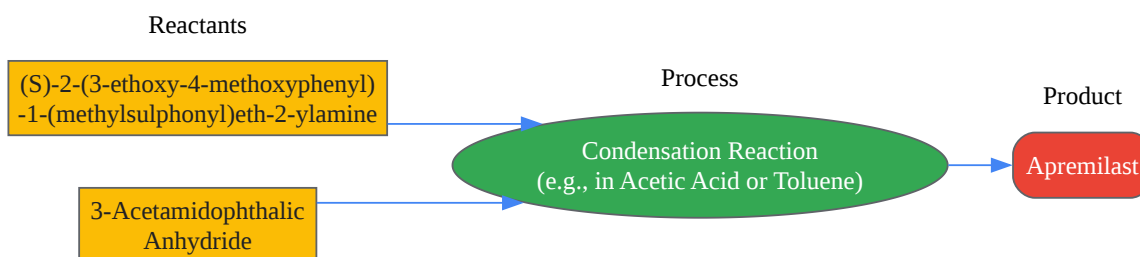 Reactants
(S)-2-(3-ethoxy-4-methoxyphenyl)
-1-(methylsulphonyl)eth-2-ylamine
3-Acetamidophthalic
Anhydride
Process
Condensation Reaction
(e.g., in Acetic Acid or Toluene)
Product
Apremilast